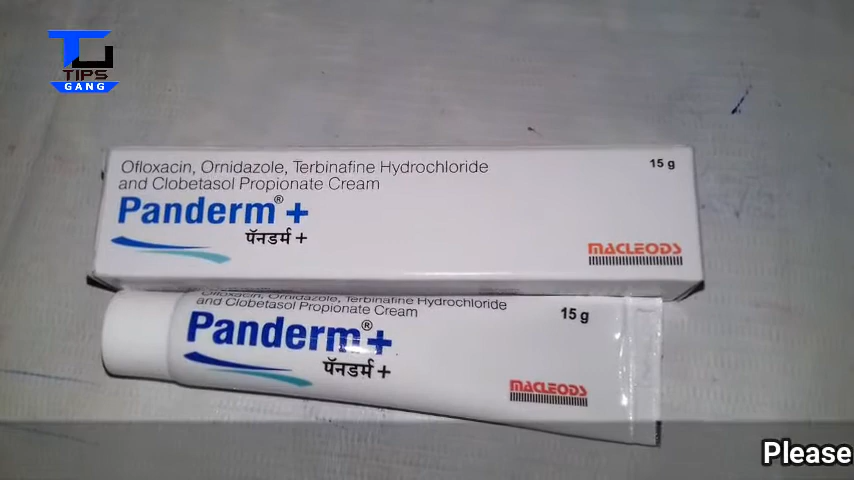 TIPS
GANG
Ofloxacin, Ornidazole, Terbinafine Hydrochloride
and Clobetasol Propionate Cream
15 g
Panderm®+
पॅनडर्म +
MACLEODS
Ofloxacin, Ornidazole, Terbinafine Hydrochloride
and Clobetasol Propionate Cream
15 g
Panderm®+
पॅनडर्म +
MACLEODS
Please